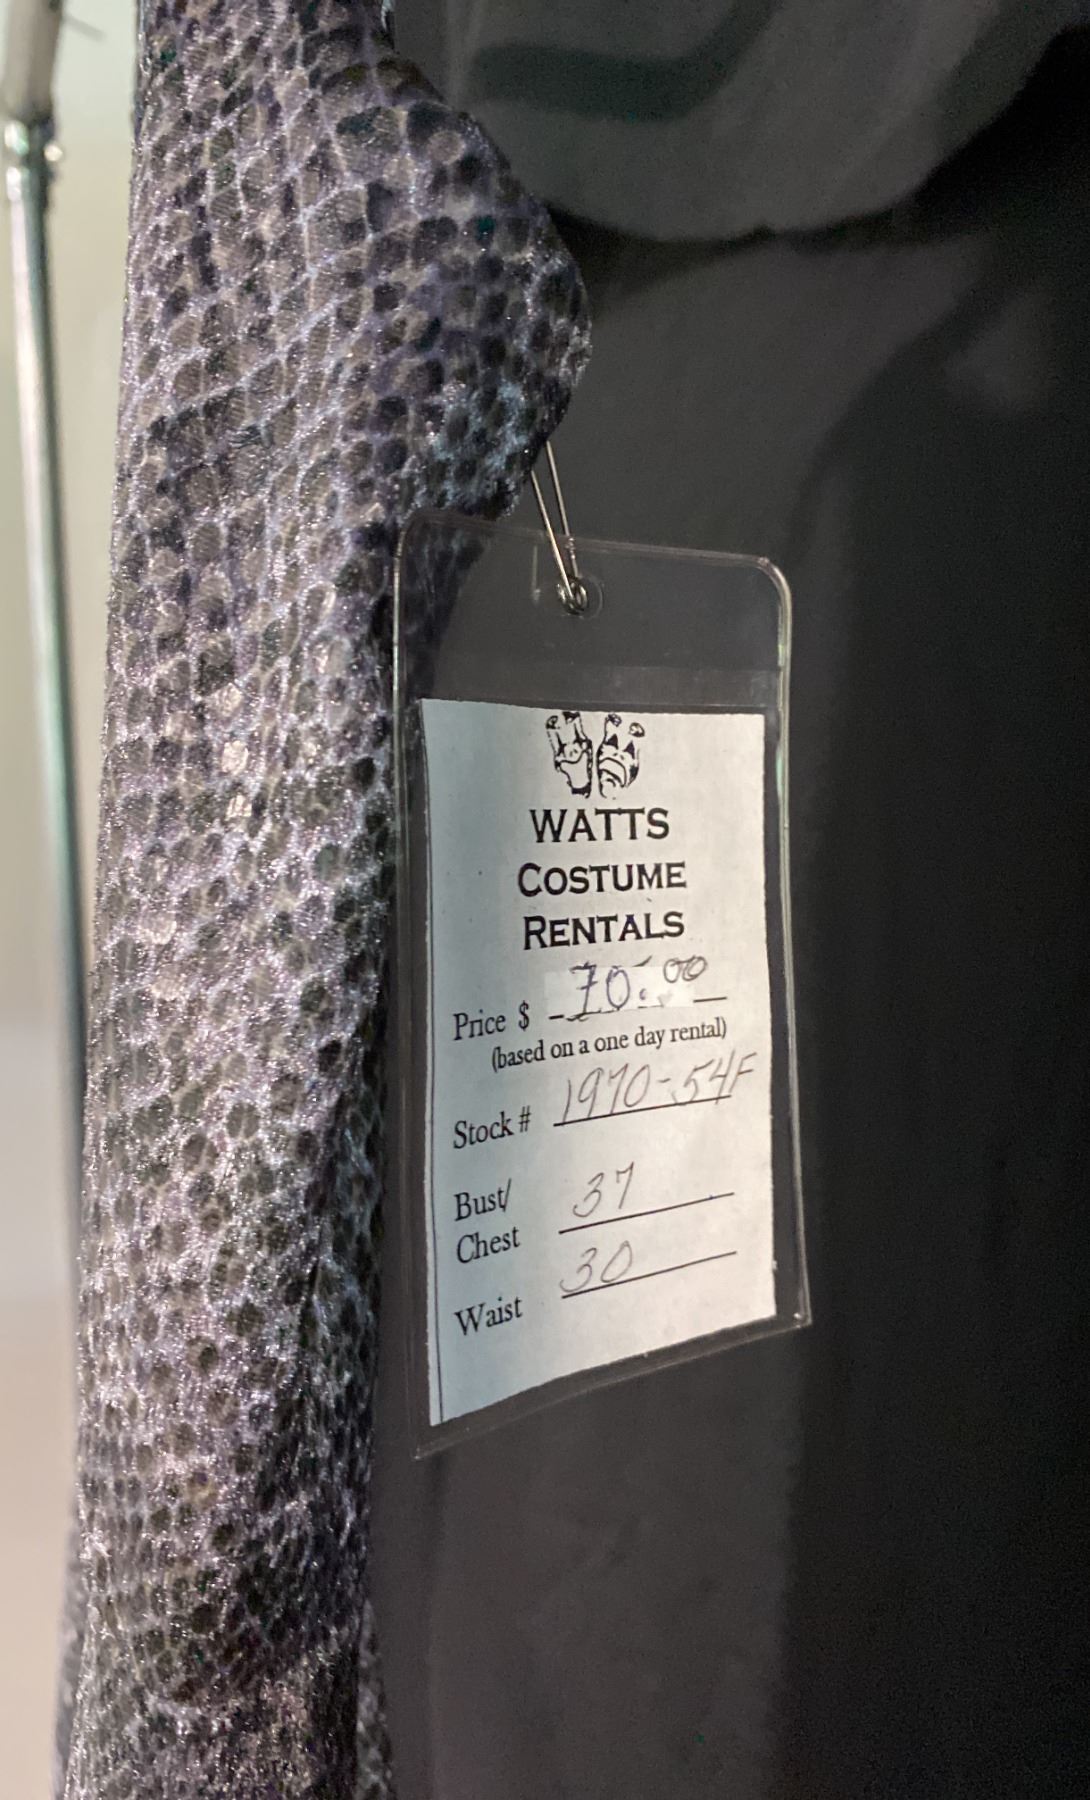 WATTS
COSTUME
RENTALS
Price $ 70.00
(based on a one day rental)
Stock # 1970-54F
Bust/
Chest 37
Waist 30